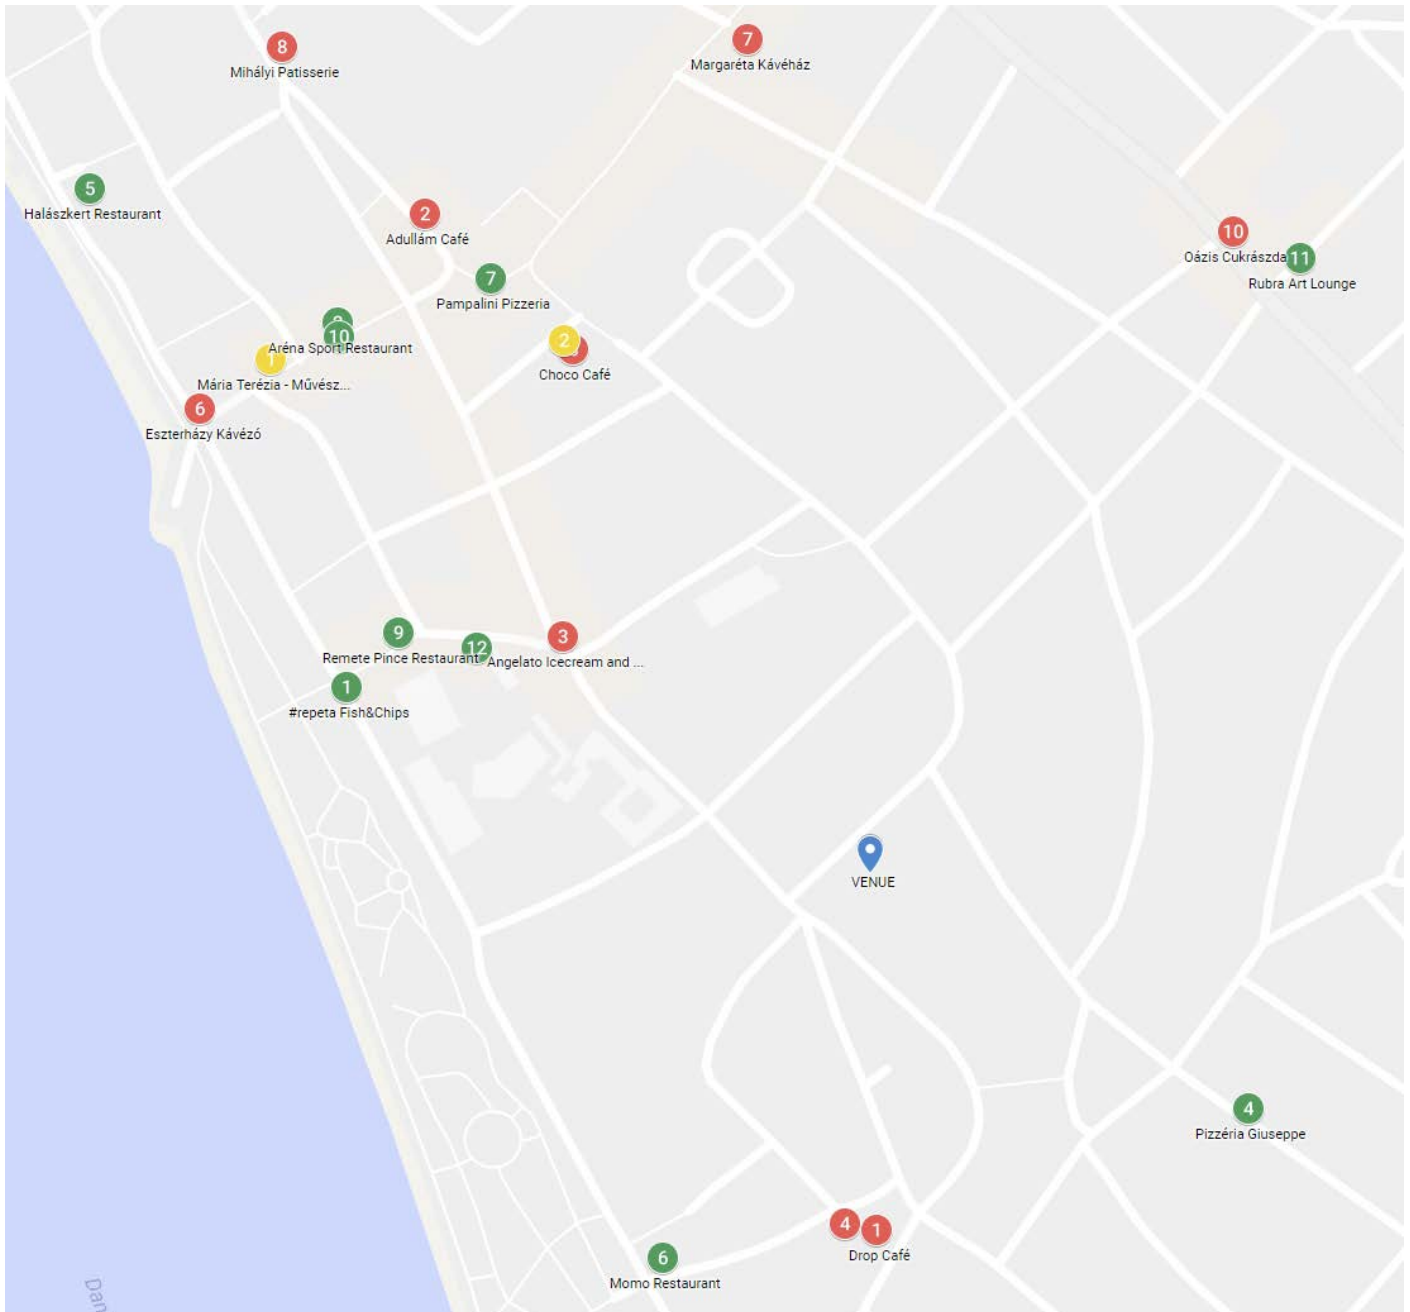 8
Mihályi Patisserie
7
Margaréta Kávéház
5
Halászkert Restaurant
2
Adullám Café
10
Oázis Cukrászda
11
Rubra Art Lounge
7
Pampalini Pizzeria
10
Aréna Sport Restaurant
1
Mária Terézia - Művész...
2
Choco Café
6
Eszterházy Kávézó
9
Remete Pince Restaurant
12
3
Angelato Icecream and ...
1
#repeta Fish&Chips
VENUE
4
Pizzéria Giuseppe
4
1
Drop Café
6
Momo Restaurant